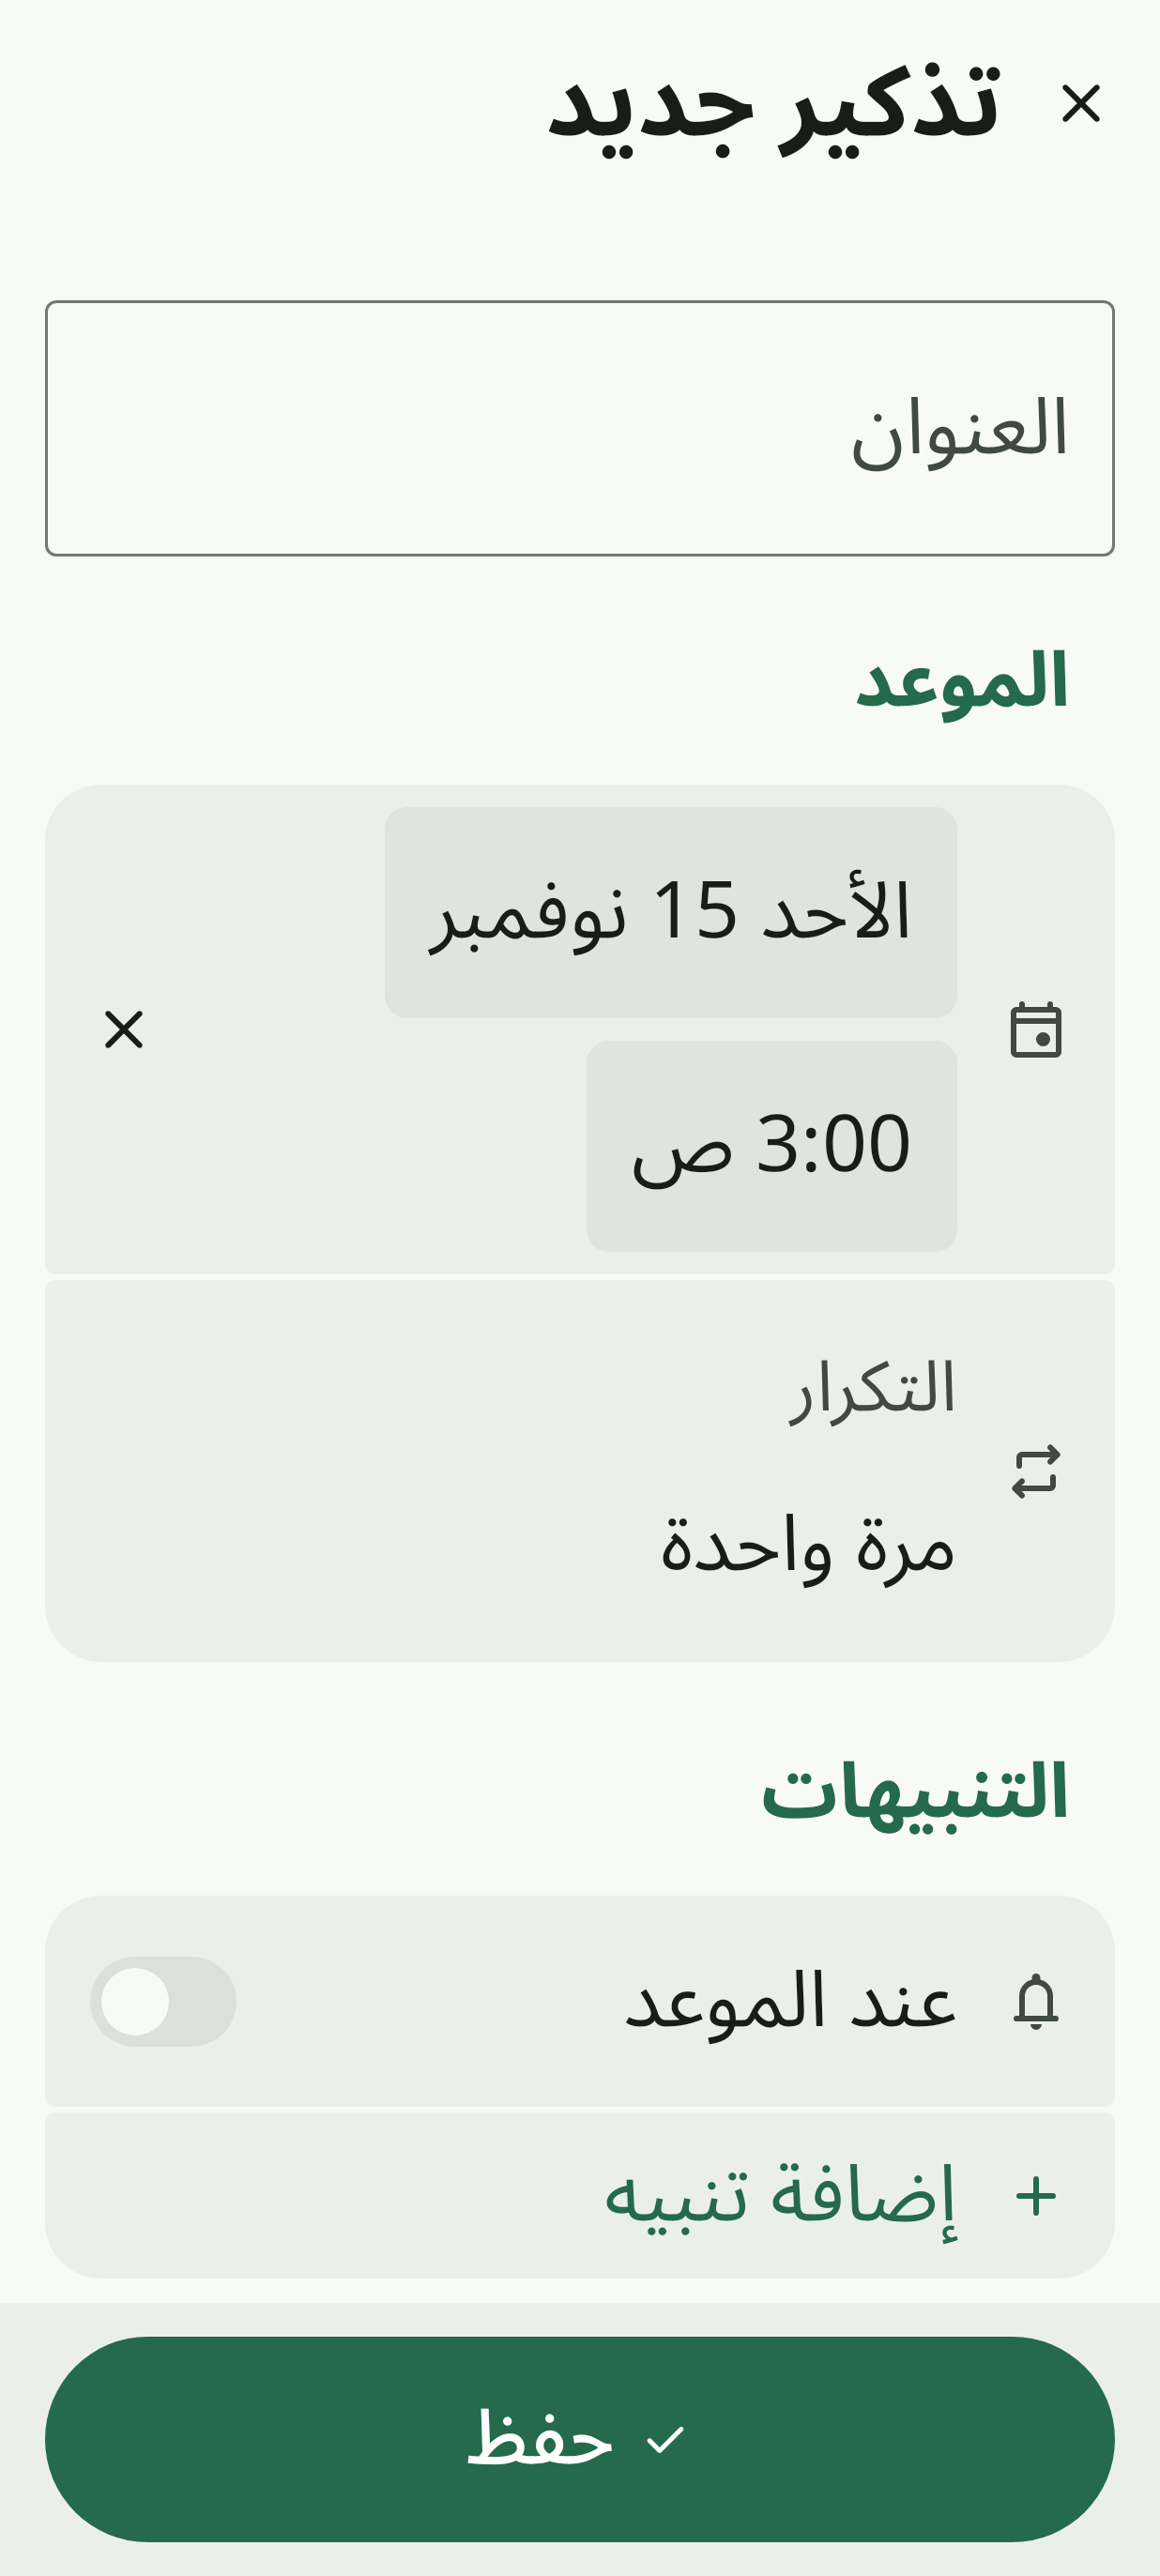 تذكير جديد
العنوان
الموعد
الأحد 15 نوفمبر
3:00 ص
التكرار
مرة واحدة
التنبيهات
عند الموعد
إضافة تنبيه
حفظ